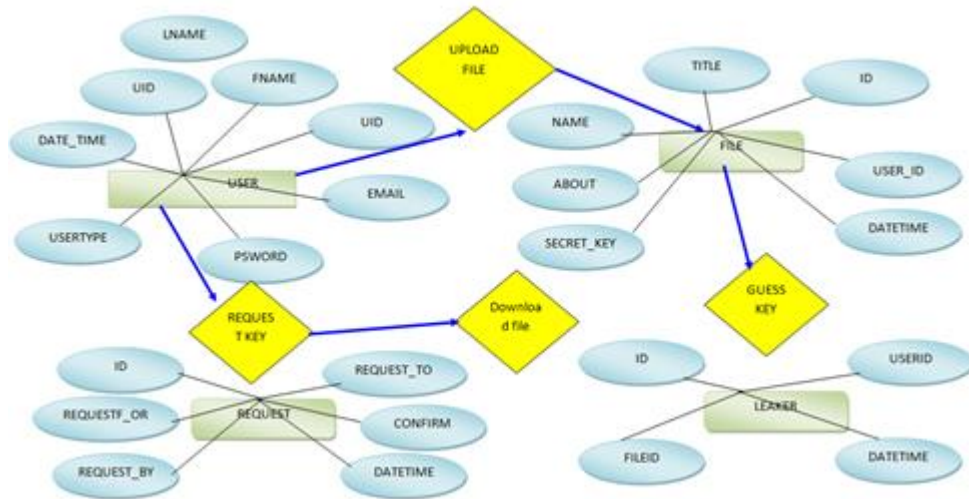 LNAME
UPLOAD
FILE
TITLE
ID
UID
FNAME
UID
NAME
DATE_TIME
FILE
USER
EMAIL
ABOUT
USER_ID
USERTYPE
SECRET_KEY
DATETIME
PSWORD
REQUES
T KEY
Downloa
d file
GUESS
KEY
ID
REQUEST_TO
ID
USERID
REQUESTF_OR
REQUEST
CONFIRM
LEAKER
REQUEST_BY
DATETIME
FILEID
DATETIME